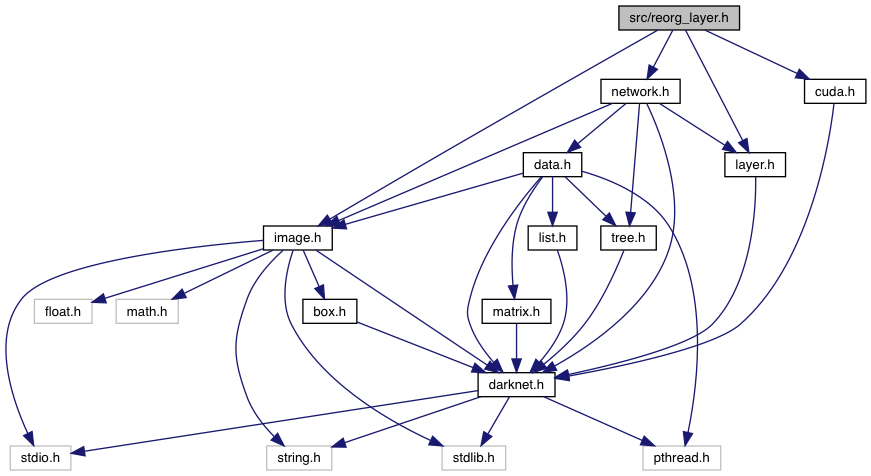 src/reorg_layer.h
network.h
cuda.h
data.h
layer.h
image.h
list.h
tree.h
float.h
math.h
box.h
matrix.h
darknet.h
stdio.h
string.h
stdlib.h
pthread.h